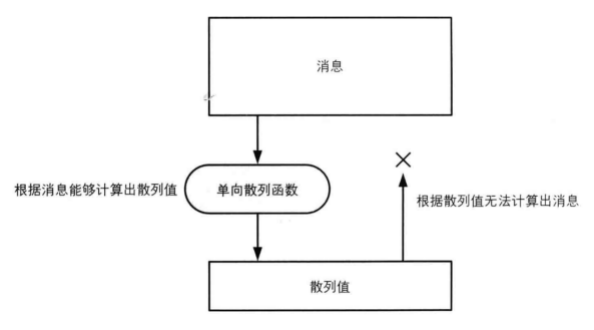 消息
根据消息能够计算出散列值
单向散列函数
根据散列值无法计算出消息
散列值